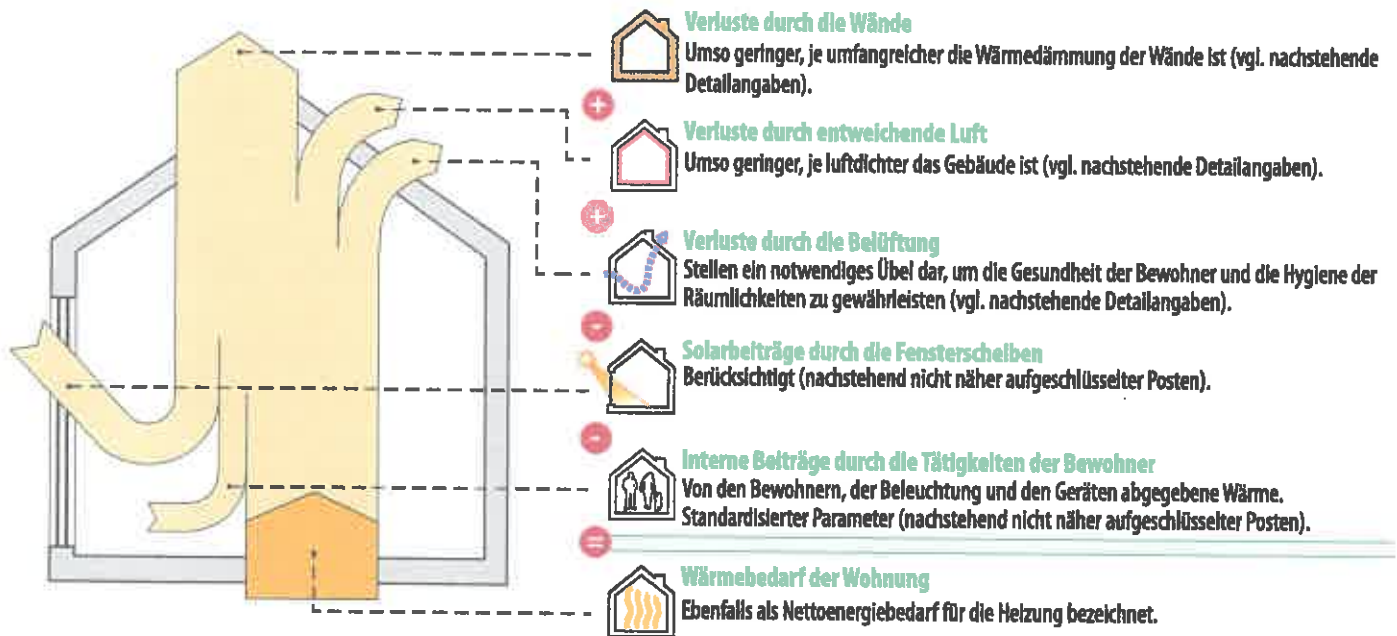 Verluste durch die Wände
Umso geringer, je umfangreicher die Wärmedämmung der Wände ist (vgl. nachstehende
Detailangaben).
+
Verluste durch entweichende Luft
Umso geringer, je luftdichter das Gebäude ist (vgl. nachstehende Detailangaben).
+
Verluste durch die Belüftung
Stellen ein notwendiges Übel dar, um die Gesundheit der Bewohner und die Hygiene der
Räumlichkeiten zu gewährleisten (vgl. nachstehende Detailangaben).
-
Solarbeiträge durch die Fensterscheiben
Berücksichtigt (nachstehend nicht näher aufgeschlüsselter Posten).
-
Interne Beiträge durch die Tätigkeiten der Bewohner
Von den Bewohnern, der Beleuchtung und den Geräten abgegebene Wärme.
Standardisierter Parameter (nachstehend nicht näher aufgeschlüsselter Posten).
=
Wärmebedarf der Wohnung
Ebenfalls als Nettoenergiebedarf für die Heizung bezeichnet.